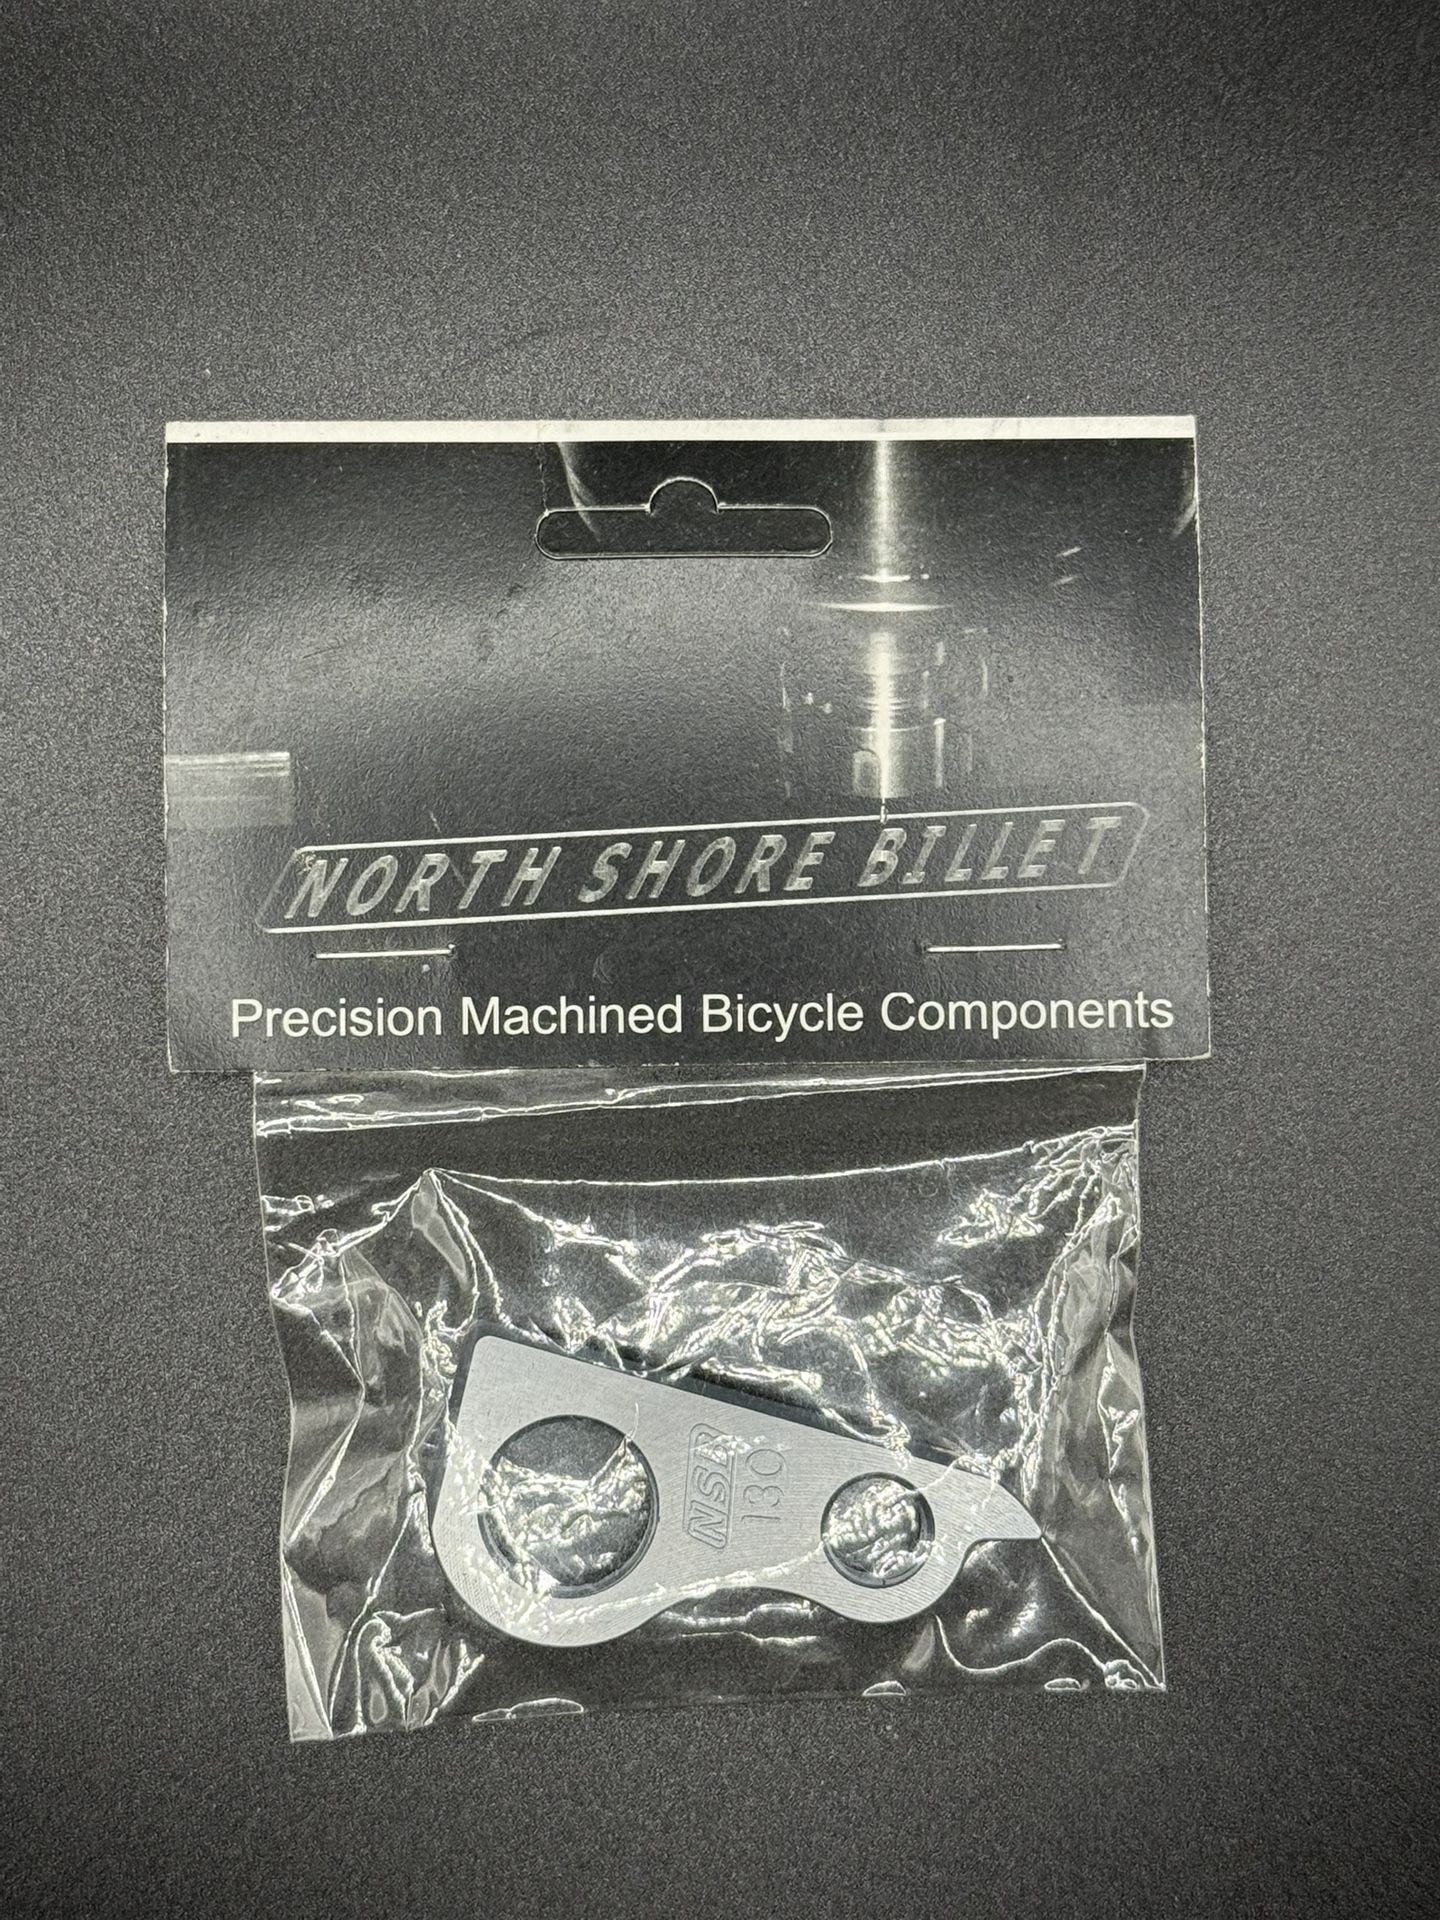 NORTH SHORE BILLET
Precision Machined Bicycle Components
NSB
130